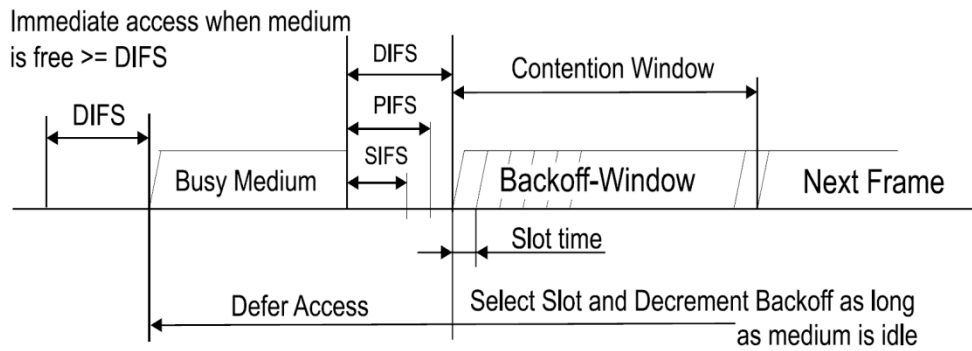 Immediate access when medium
is free >= DIFS
DIFS
Contention Window
DIFS
PIFS
SIFS
Busy Medium
Backoff-Window
Next Frame
Slot time
Defer Access
Select Slot and Decrement Backoff as long
as medium is idle